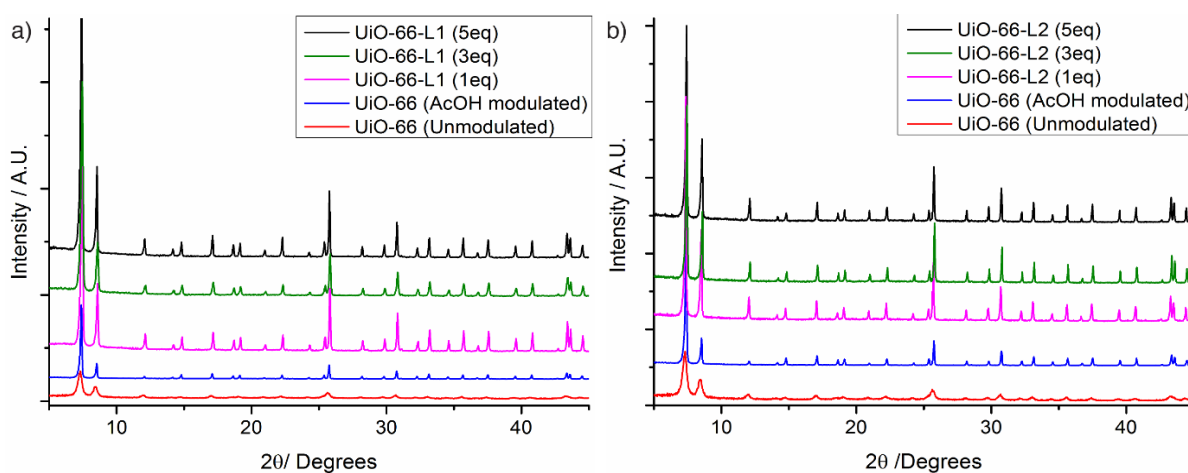 a)
UiO-66-L1 (5eq)
UiO-66-L1 (3eq)
UiO-66-L1 (1eq)
UiO-66 (AcOH modulated)
UiO-66 (Unmodulated)
Intensity / A.U.
10
20
30
40
2θ/ Degrees
b)
UiO-66-L2 (5eq)
UiO-66-L2 (3eq)
UiO-66-L2 (1eq)
UiO-66 (AcOH modulated)
UiO-66 (Unmodulated)
Intensity / A.U.
10
20
30
40
2θ /Degrees